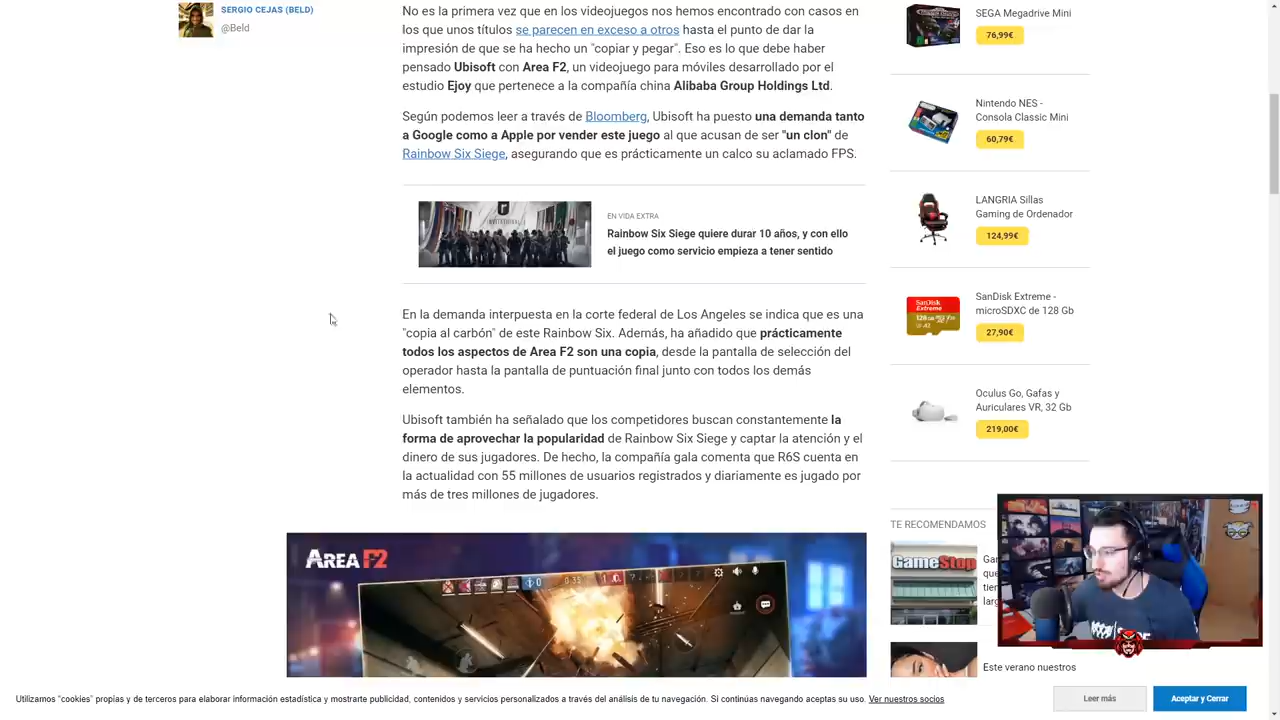 SERGIO CEJAS (BELD)
@Beld
No es la primera vez que en los videojuegos nos hemos encontrado con casos en
los que unos títulos se parecen en exceso a otros hasta el punto de dar la
impresión de que se ha hecho un "copiar y pegar". Eso es lo que debe haber
pensado Ubisoft con Area F2, un videojuego para móviles desarrollado por el
estudio Ejoy que pertenece a la compañía china Alibaba Group Holdings Ltd.
Según podemos leer a través de Bloomberg, Ubisoft ha puesto una demanda tanto
a Google como a Apple por vender este juego al que acusan de ser "un clon" de
Rainbow Six Siege, asegurando que es prácticamente un calco su aclamado FPS.
EN VIDA EXTRA
Rainbow Six Siege quiere durar 10 años, y con ello
el juego como servicio empieza a tener sentido
En la demanda interpuesta en la corte federal de Los Angeles se indica que es una
"copia al carbón" de este Rainbow Six. Además, ha añadido que prácticamente
todos los aspectos de Area F2 son una copia, desde la pantalla de selección del
operador hasta la pantalla de puntuación final junto con todos los demás
elementos.
Ubisoft también ha señalado que los competidores buscan constantemente la
forma de aprovechar la popularidad de Rainbow Six Siege y captar la atención y el
dinero de sus jugadores. De hecho, la compañía gala comenta que R6S cuenta en
la actualidad con 55 millones de usuarios registrados y diariamente es jugado por
más de tres millones de jugadores.
AREA F2
SEGA Megadrive Mini
76,99€
Nintendo NES -
Consola Classic Mini
60,79€
LANGRIA Sillas
Gaming de Ordenador
124,99€
SanDisk Extreme -
microSDXC de 128 Gb
27,90€
Oculus Go, Gafas y
Auriculares VR, 32 Gb
219,00€
TE RECOMENDAMOS
GameStop
Este verano nuestros
Utilizamos "cookies" propias y de terceros para elaborar información estadística y mostrarte publicidad, contenidos y servicios personalizados a través del análisis de tu navegación. Si continúas navegando aceptas su uso. Ver nuestros socios
Leer más
Aceptar y Cerrar